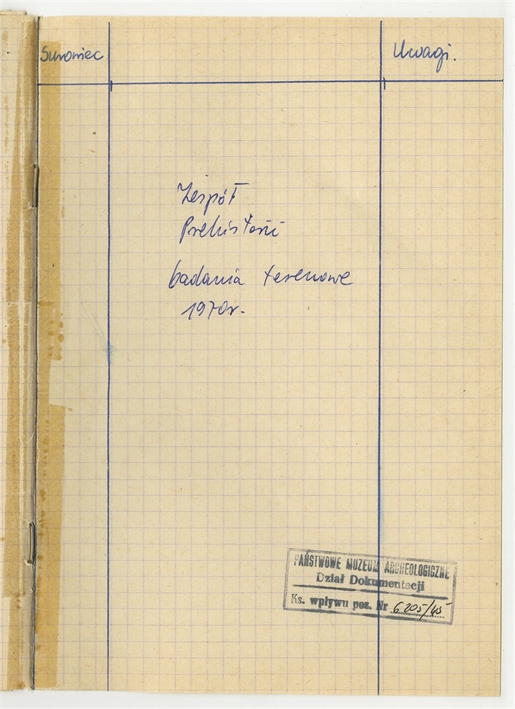 Surowiec
Uwagi.
Zespół
Prehistorii
badania terenowe
1970r.
PAŃSTWOWE MUZEUM ARCHEOLOGICZNE
Dział Dokumentacji
Ks. wpływu poz. Nr 6205/45